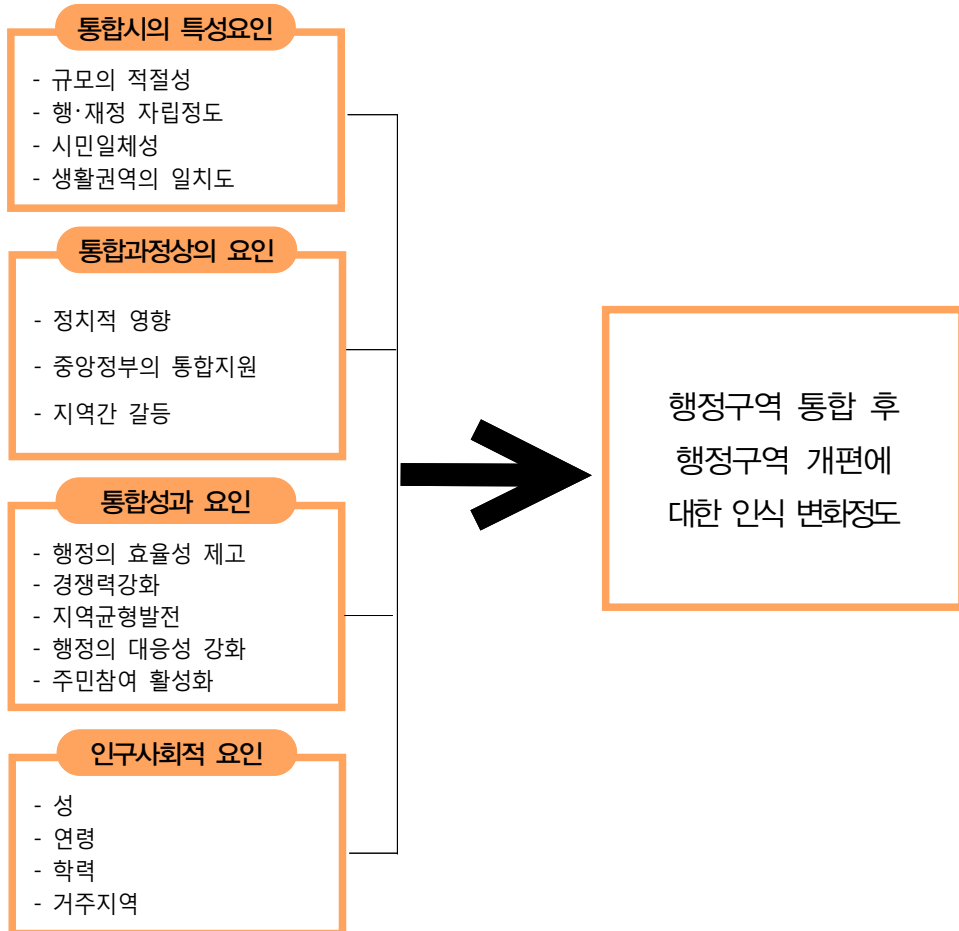 통합시의 특성요인
- 규모의 적절성
- 행·재정 자립정도
- 시민일체성
- 생활권역의 일치도
통합과정상의 요인
- 정치적 영향
- 중앙정부의 통합지원
- 지역간 갈등
통합성과 요인
- 행정의 효율성 제고
- 경쟁력강화
- 지역균형발전
- 행정의 대응성 강화
- 주민참여 활성화
인구사회적 요인
- 성
- 연령
- 학력
- 거주지역
행정구역 통합 후
행정구역 개편에
대한 인식 변화정도